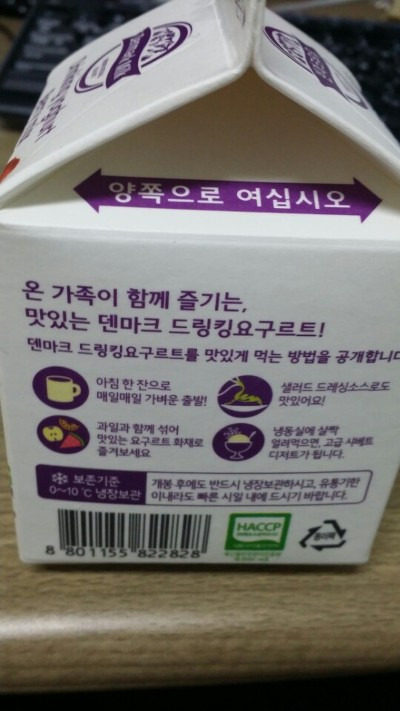 양쪽으로 여십시오
온 가족이 함께 즐기는,
맛있는 덴마크 드링킹요구르트!
덴마크 드링킹요구르트를 맛있게 먹는 방법을 공개합니다
아침 한 잔으로
매일매일 가벼운 출발!
샐러드 드레싱소스로도
맛있어요!
과일과 함께 섞어
맛있는 요구르트 화채로
즐겨보세요
냉동실에 살짝
얼려먹으면, 고급 샤베트
디저트가 됩니다.
보존기준
0~10 ℃ 냉장보관
개봉 후에도 반드시 냉장보관하시고, 유통기한
이내라도 빠른 시일 내에 드시기 바랍니다.
8 801155 822828
HACCP
종이팩